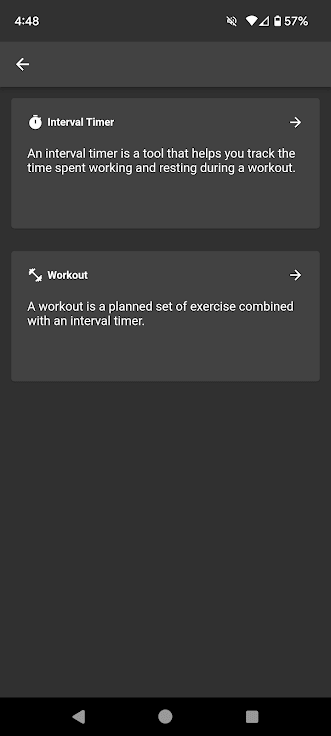 4:48
57%
Interval Timer
An interval timer is a tool that helps you track the
time spent working and resting during a workout.
Workout
A workout is a planned set of exercise combined
with an interval timer.